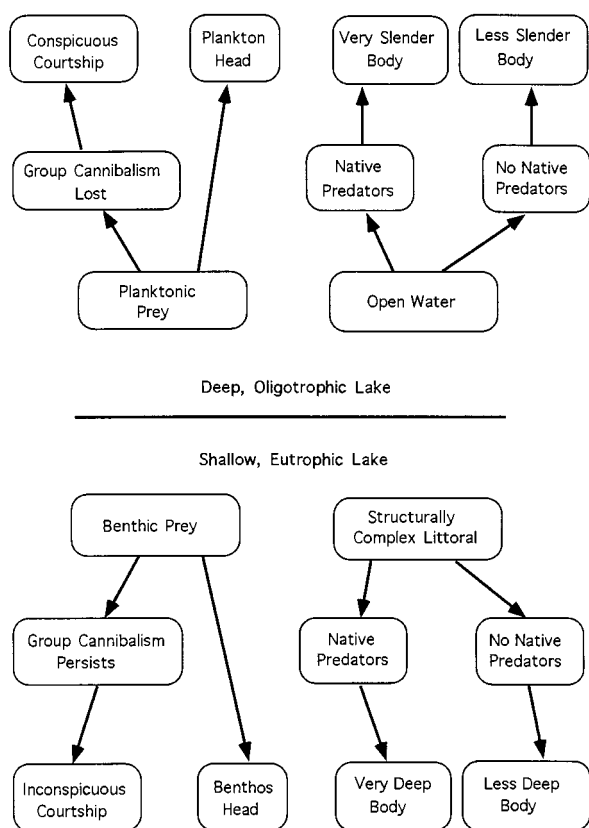 Conspicuous
Courtship
Plankton
Head
Very Slender
Body
Less Slender
Body
Group Cannibalism
Lost
Native
Predators
No Native
Predators
Planktonic
Prey
Open Water
Deep, Oligotrophic Lake
Shallow, Eutrophic Lake
Benthic Prey
Structurally
Complex Littoral
Group Cannibalism
Persists
Native
Predators
No Native
Predators
Inconspicuous
Courtship
Benthos
Head
Very Deep
Body
Less Deep
Body